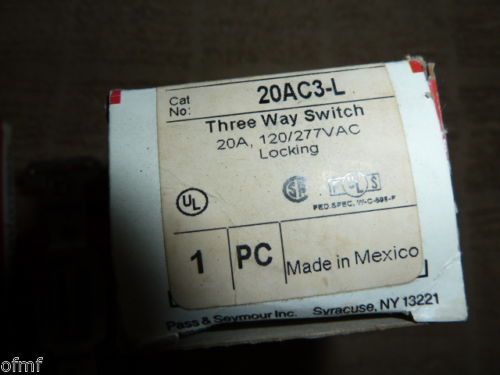 Cat No: 20AC3-L
Three Way Switch
20A, 120/277VAC
Locking
UL
FED.SPEC. W-C-596-F
1 PC Made in Mexico
Pass & Seymour Inc. Syracuse, NY 13221
ofmf